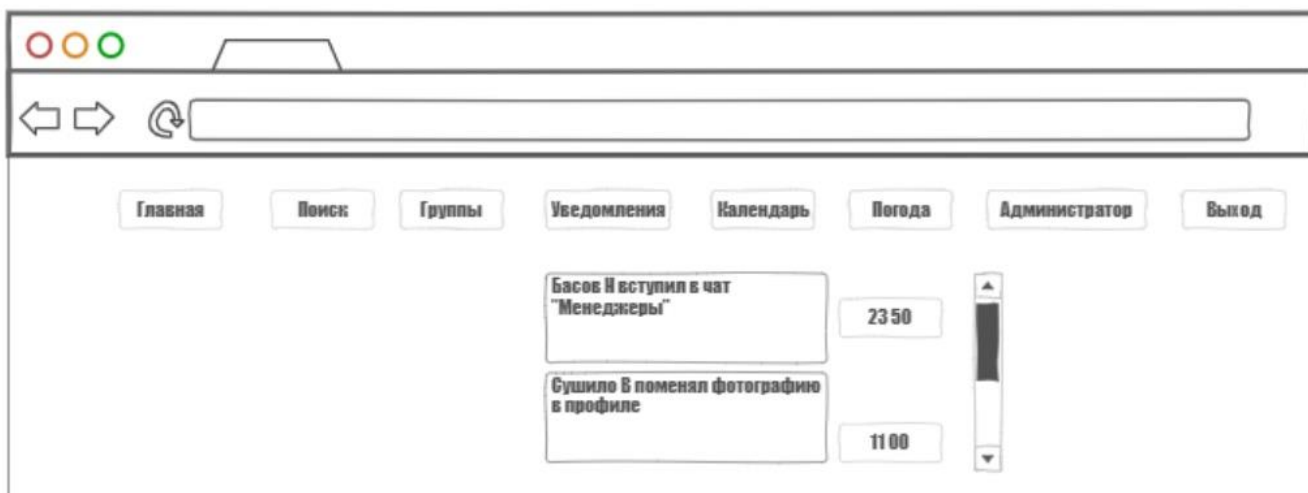 Главная Поиск Группы Уведомления Календарь Погода Администратор Выход
Басов Н вступил в чат
"Менеджеры"
23 50
Сушило В поменял фотографию
в профиле
11 00